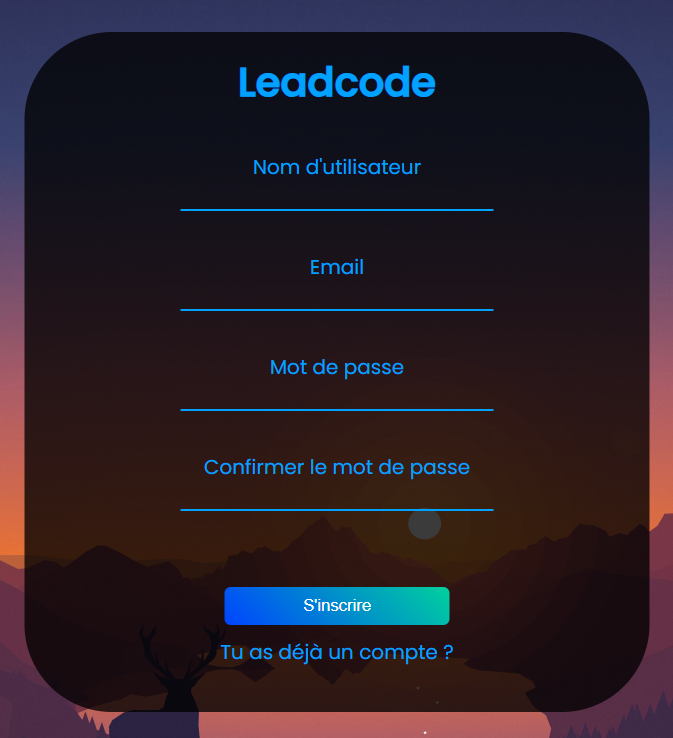 Leadcode
Nom d'utilisateur
Email
Mot de passe
Confirmer le mot de passe
S'inscrire
Tu as déjà un compte ?